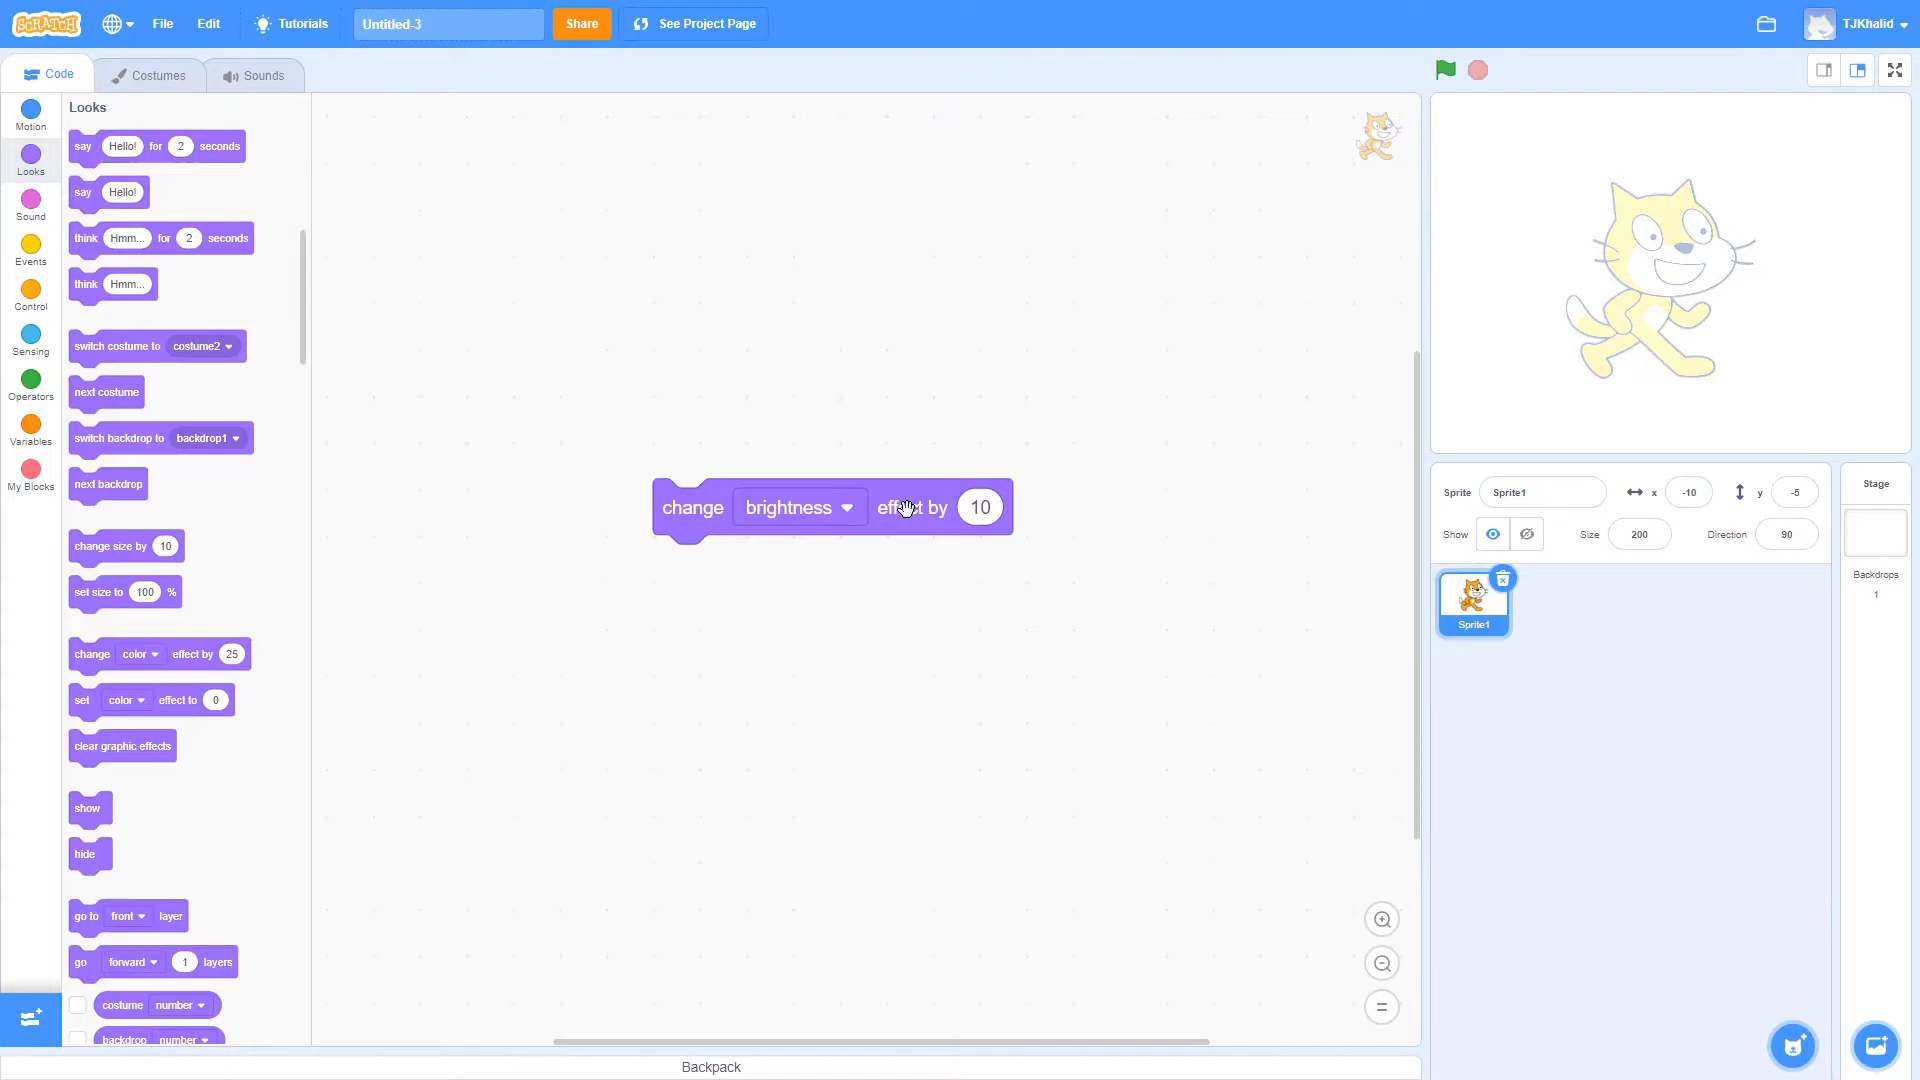 SCRATCH File Edit Tutorials Untitled-3 Share See Project Page TJKhalid
Code Costumes Sounds
Motion
Looks
Sound
Events
Control
Sensing
Operators
Variables
My Blocks
Looks
say Hello! for 2 seconds
say Hello!
think Hmm... for 2 seconds
think Hmm...
switch costume to costume2
next costume
switch backdrop to backdrop1
next backdrop
change size by 10
set size to 100 %
change color effect by 25
set color effect to 0
clear graphic effects
show
hide
go to front layer
go forward 1 layers
costume number
backdrop number
change brightness effect by 10
Backpack
Sprite Sprite1 x -10 y -5
Show Size 200 Direction 90
Sprite1
Stage
Backdrops
1